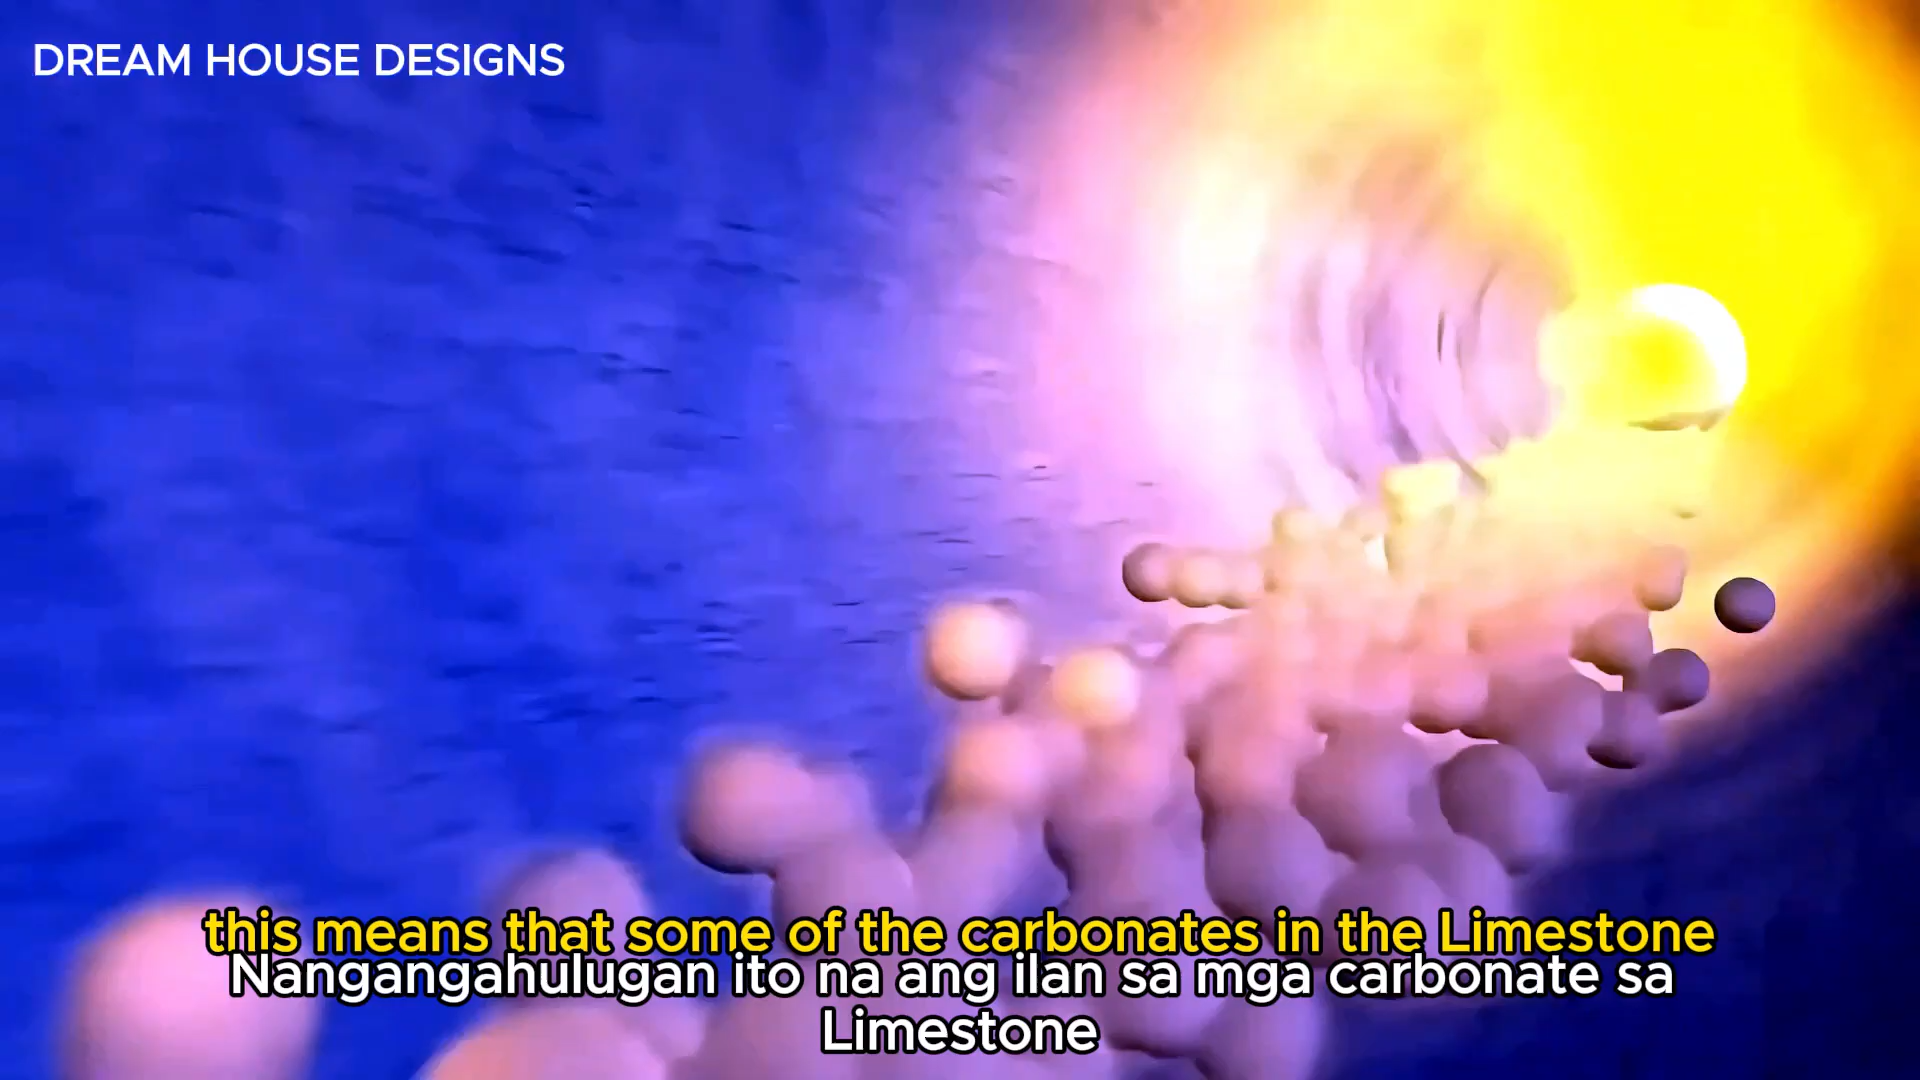 DREAM HOUSE DESIGNS
this means that some of the carbonates in the Limestone
Nangangahulugan ito na ang ilan sa mga carbonate sa
Limestone